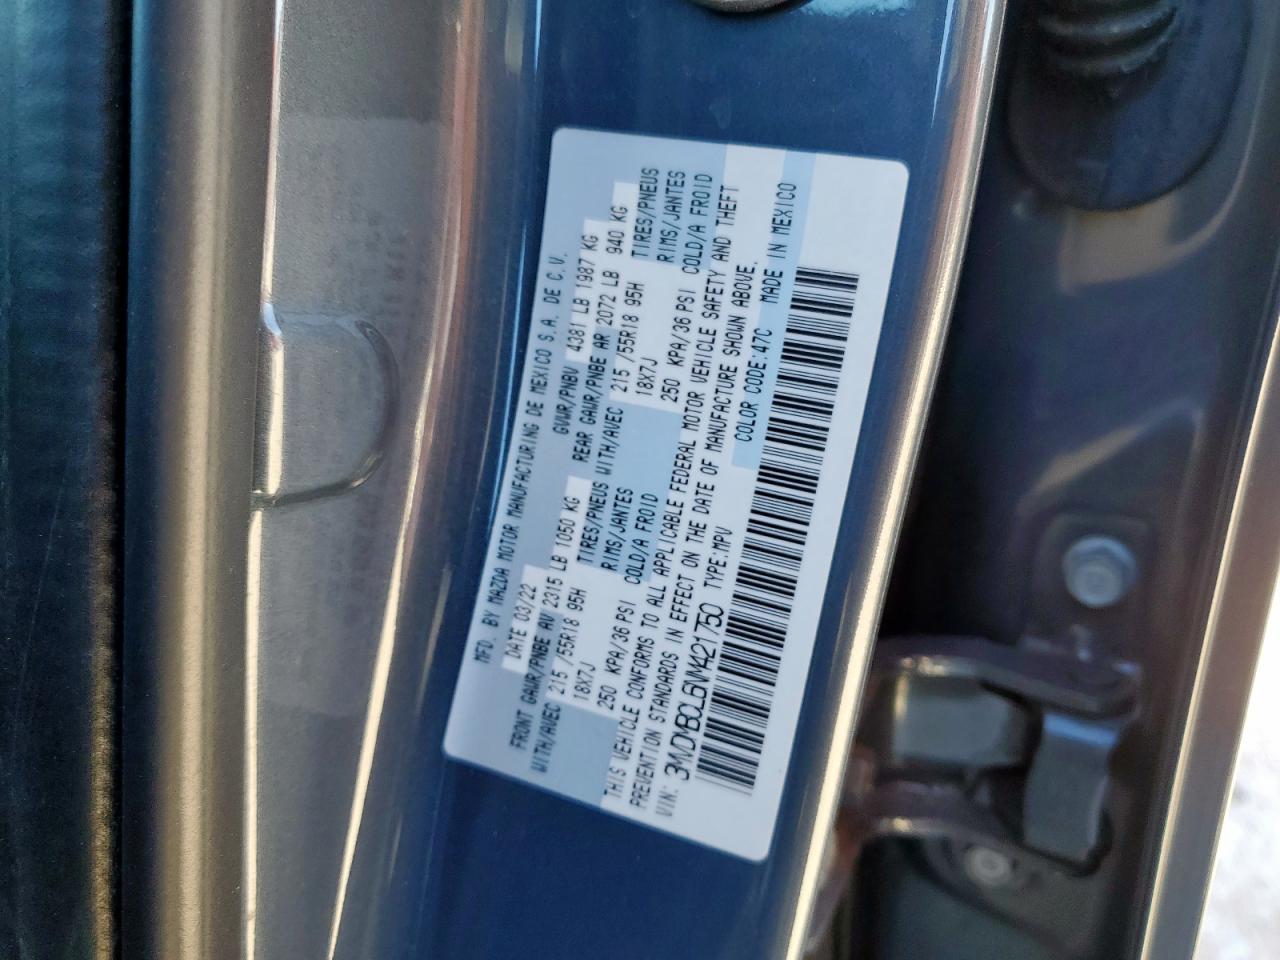 MFD. BY MAZDA MOTOR MANUFACTURING DE MEXICO S.A. DE C.V.
DATE 03/22 GVWR/PNBV 4381 LB 1987 KG
FRONT GAWR/PNBE AV 2315 LB 1050 KG REAR GAWR/PNBE AR 2072 LB 940 KG
WITH/AVEC 215 /55R18 95H TIRES/PNEUS WITH/AVEC 215 /55R18 95H TIRES/PNEUS
18X7J RIMS/JANTES 18X7J RIMS/JANTES
250 KPA/36 PSI COLD/A FROID 250 KPA/36 PSI COLD/A FROID
THIS VEHICLE CONFORMS TO ALL APPLICABLE FEDERAL MOTOR VEHICLE SAFETY AND THEFT
PREVENTION STANDARDS IN EFFECT ON THE DATE OF MANUFACTURE SHOWN ABOVE.
VIN: 3MVDMBCL6NM421750 TYPE:MPV COLOR CODE:47C MADE IN MEXICO